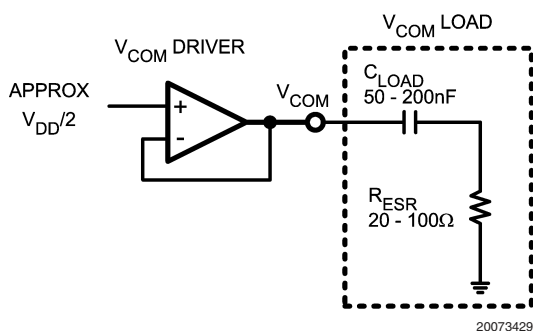 V_COM LOAD
V_COM DRIVER
C_LOAD
50 - 200nF
APPROX
V_DD/2
+
-
V_COM
R_ESR
20 - 100Ω
20073429